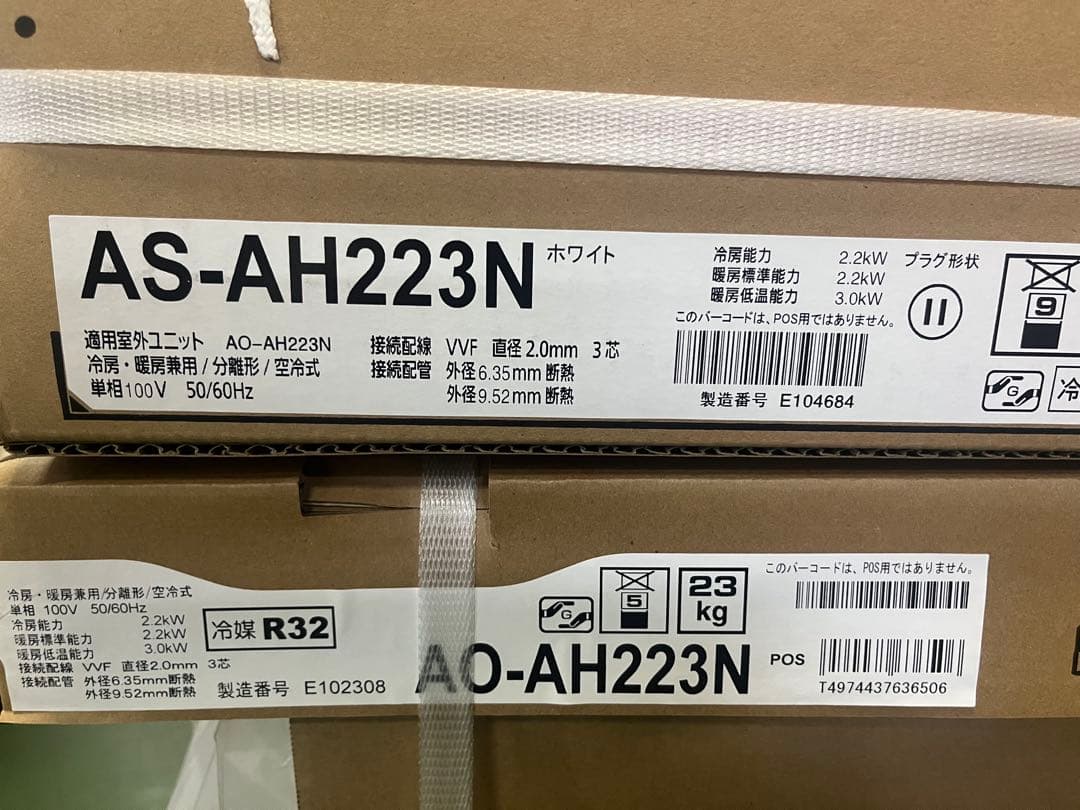 AS-AH223N ホワイト
適用室外ユニット AO-AH223N
冷房・暖房兼用/分離形/空冷式
単相100V 50/60Hz
接続配線 VVF 直径2.0mm 3芯
接続配管 外径6.35mm断熱
外径9.52mm断熱
冷房能力 2.2kW
暖房標準能力 2.2kW
暖房低温能力 3.0kW
このバーコードは、POS用ではありません。
製造番号 E104684
プラグ形状
9
G
冷
冷房・暖房兼用/分離形/空冷式
単相 100V 50/60Hz
冷房能力 2.2kW
暖房標準能力 2.2kW
暖房低温能力 3.0kW
接続配線 VVF 直径2.0mm 3芯
接続配管 外径6.35mm断熱
外径9.52mm断熱
冷媒 R32
製造番号 E102308
G
5
23
kg
AO-AH223N
このバーコードは、POS用ではありません。
POS
T4974437636506